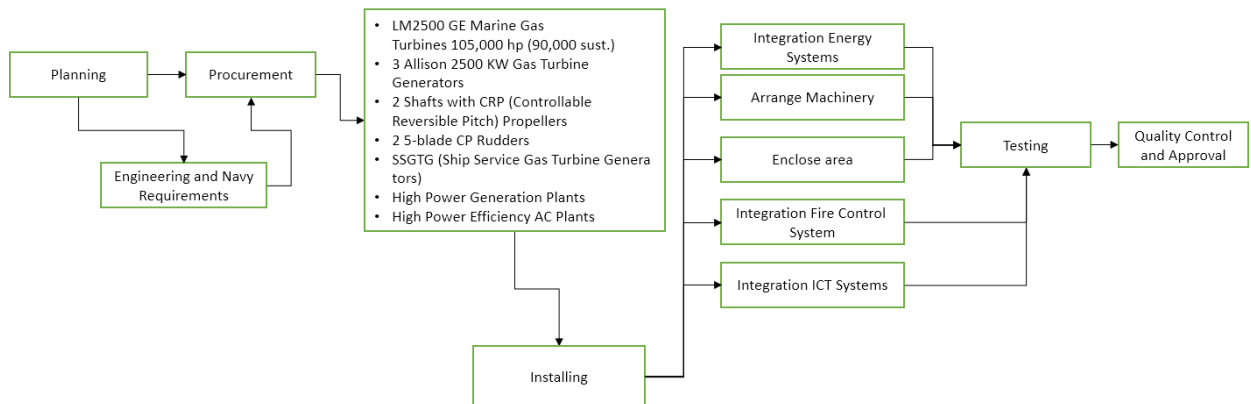 Planning
Procurement
Engineering and Navy
Requirements
• LM2500 GE Marine Gas
Turbines 105,000 hp (90,000 sust.)
• 3 Allison 2500 KW Gas Turbine
Generators
• 2 Shafts with CRP (Controllable
Reversible Pitch) Propellers
• 2 5-blade CP Rudders
• SSGTG (Ship Service Gas Turbine Genera
tors)
• High Power Generation Plants
• High Power Efficiency AC Plants
Installing
Integration Energy
Systems
Arrange Machinery
Enclose area
Integration Fire Control
System
Integration ICT Systems
Testing
Quality Control
and Approval